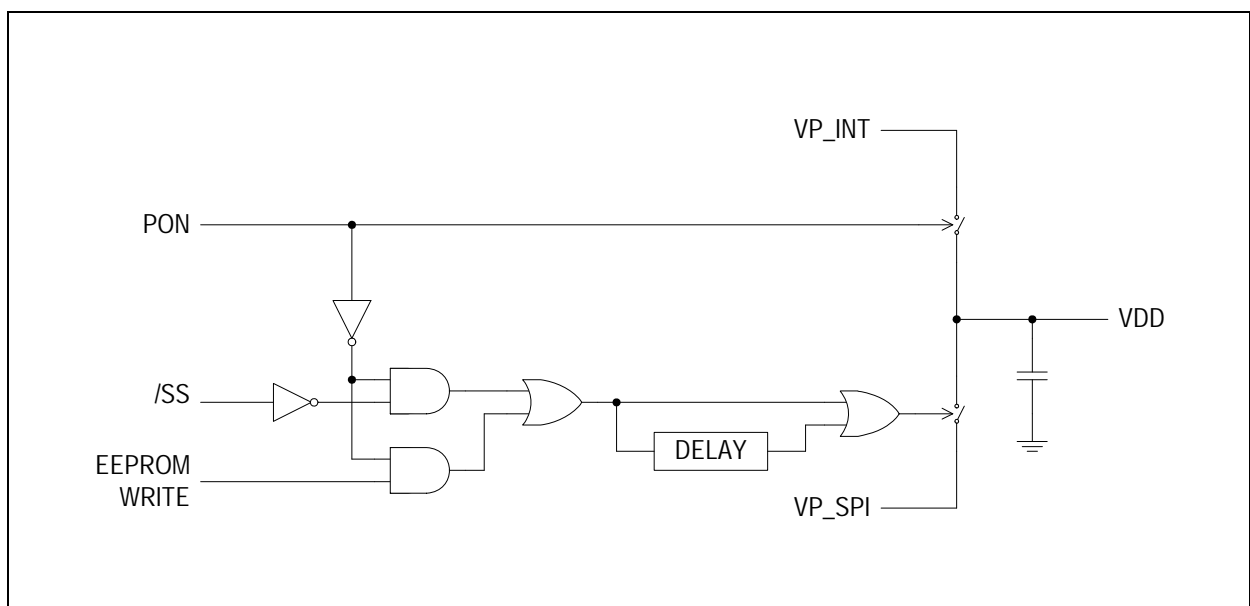 VP_INT
PON
VDD
/SS
EEPROM
WRITE
DELAY
VP_SPI